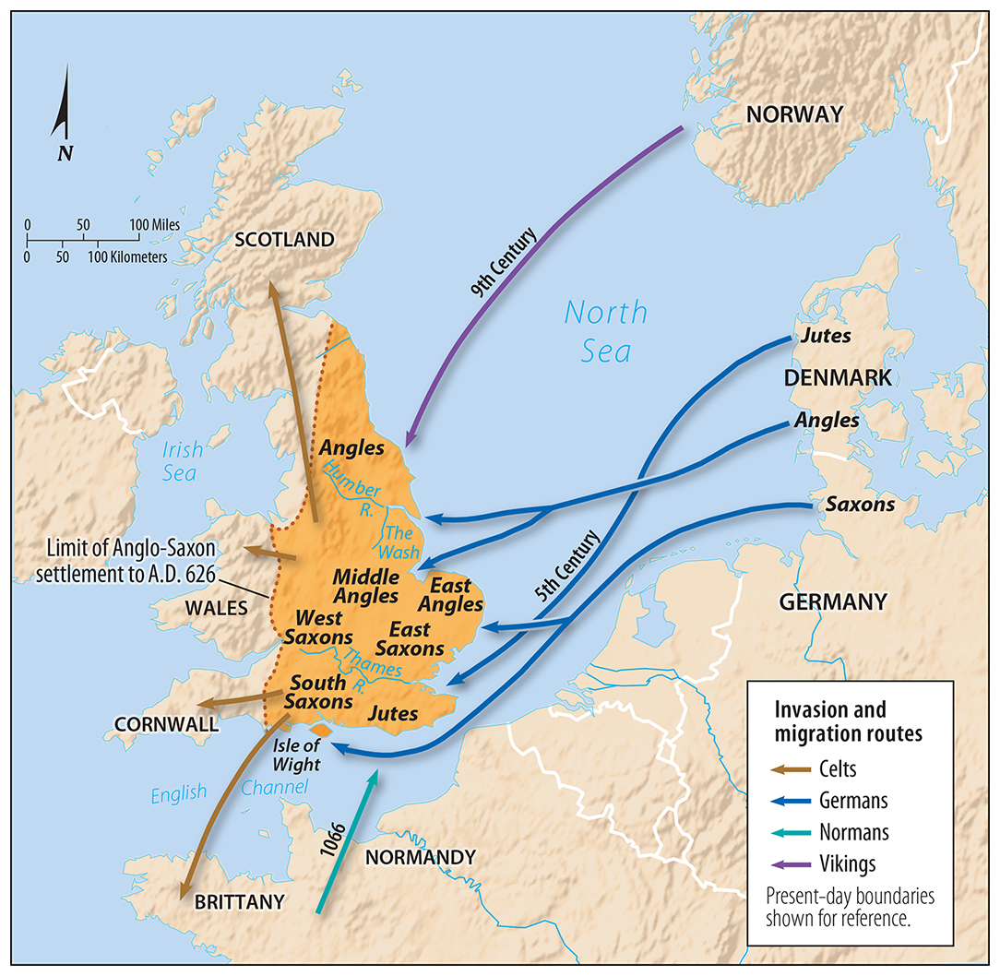 NORWAY
N
0 50 100 Miles
0 50 100 Kilometers
SCOTLAND
9th Century
North
Sea
Jutes
DENMARK
Angles
Saxons
Irish
Sea
Angles
Humber
R.
The
Wash
5th Century
Limit of Anglo-Saxon
settlement to A.D. 626
WALES
Middle
Angles
East
Angles
West
Saxons
East
Saxons
GERMANY
Thames
R.
South
Saxons
Jutes
CORNWALL
Isle of
Wight
English Channel
1066
NORMANDY
BRITTANY
Invasion and
migration routes
Celts
Germans
Normans
Vikings
Present-day boundaries
shown for reference.